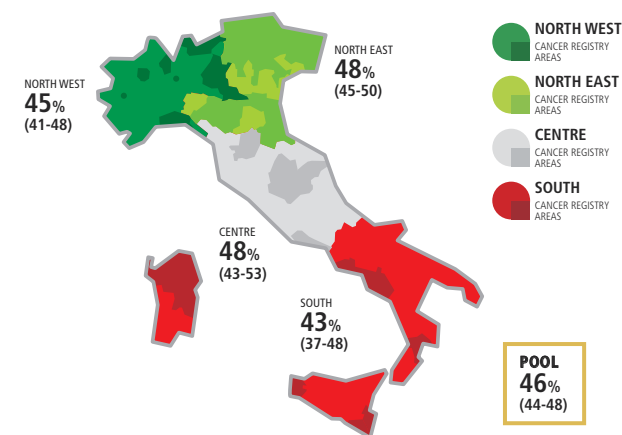 NORTH WEST
45%
(41-48)
NORTH EAST
48%
(45-50)
CENTRE
48%
(43-53)
SOUTH
43%
(37-48)
NORTH WEST
CANCER REGISTRY
AREAS
NORTH EAST
CANCER REGISTRY
AREAS
CENTRE
CANCER REGISTRY
AREAS
SOUTH
CANCER REGISTRY
AREAS
POOL
46%
(44-48)